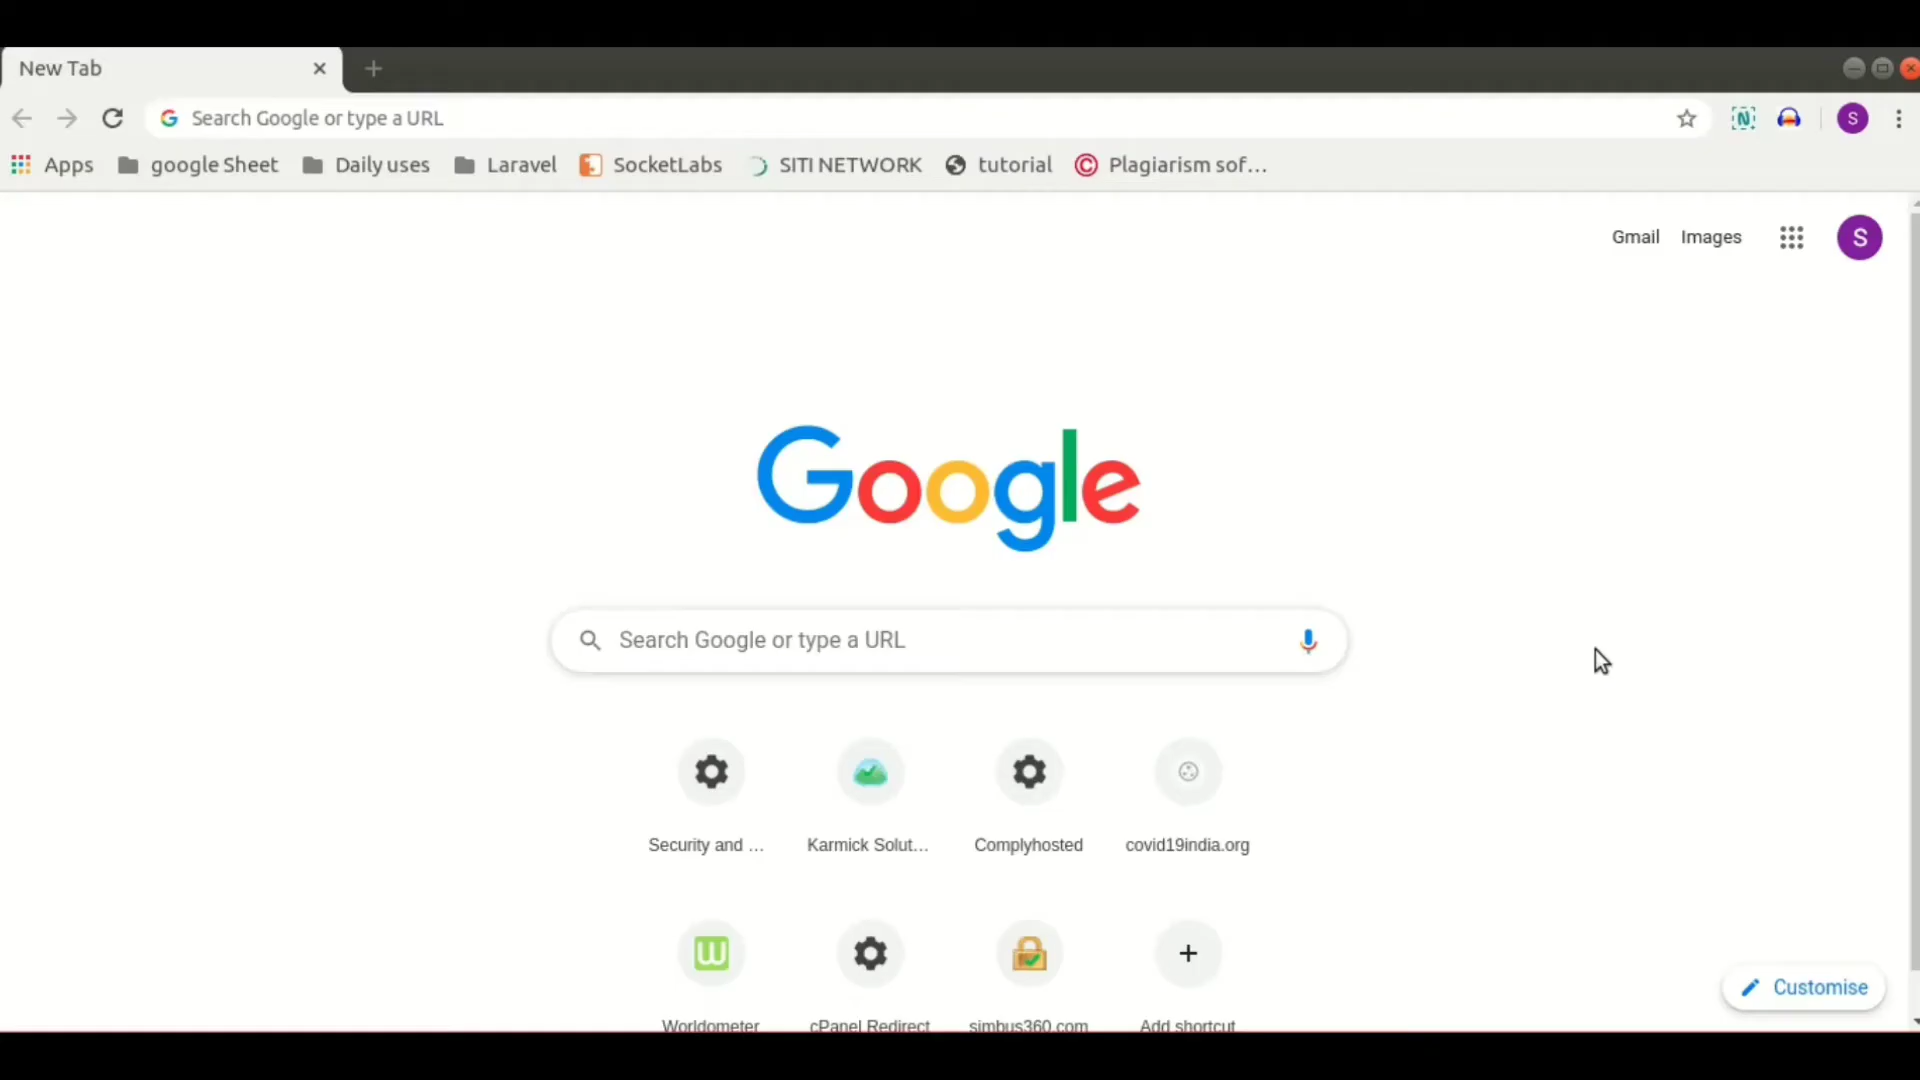 New Tab
Search Google or type a URL
S
Apps google Sheet Daily uses Laravel SocketLabs SITI NETWORK tutorial Plagiarism sof...
Gmail Images S
Google
Search Google or type a URL
Security and ... Karmick Solut... Complyhosted covid19india.org
Worldometer cPanel Redirect simbus360.com Add shortcut
Customise